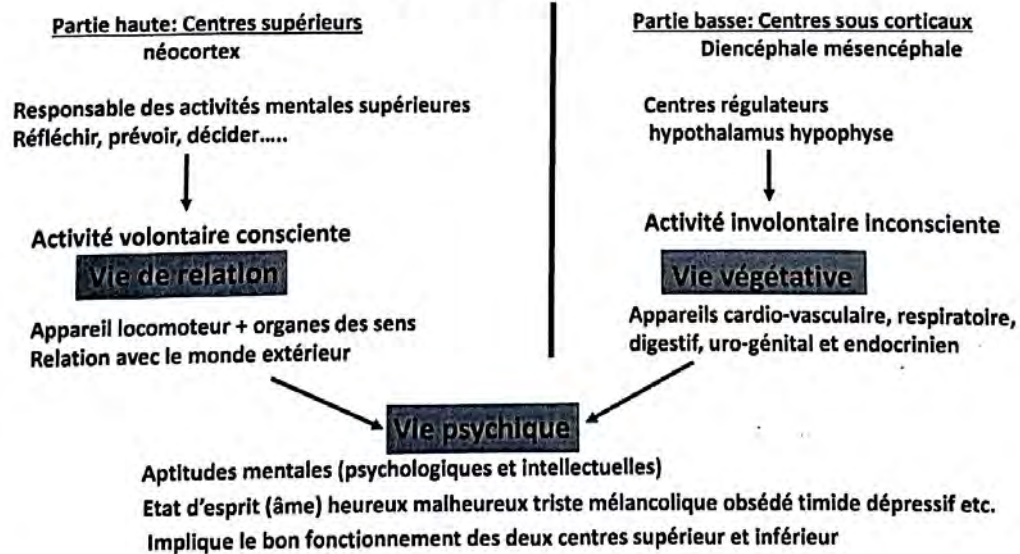 Partie haute: Centres supérieurs
néocortex
Responsable des activités mentales supérieures
Réfléchir, prévoir, décider.....
Activité volontaire consciente
Vie de relation
Appareil locomoteur + organes des sens
Relation avec le monde extérieur
Partie basse: Centres sous corticaux
Diencéphale mésencéphale
Centres régulateurs
hypothalamus hypophyse
Activité involontaire inconsciente
Vie végétative
Appareils cardio-vasculaire, respiratoire,
digestif, uro-génital et endocrinien
Vie psychique
Aptitudes mentales (psychologiques et intellectuelles)
Etat d'esprit (âme) heureux malheureux triste mélancolique obsédé timide dépressif etc.
Implique le bon fonctionnement des deux centres supérieur et inférieur